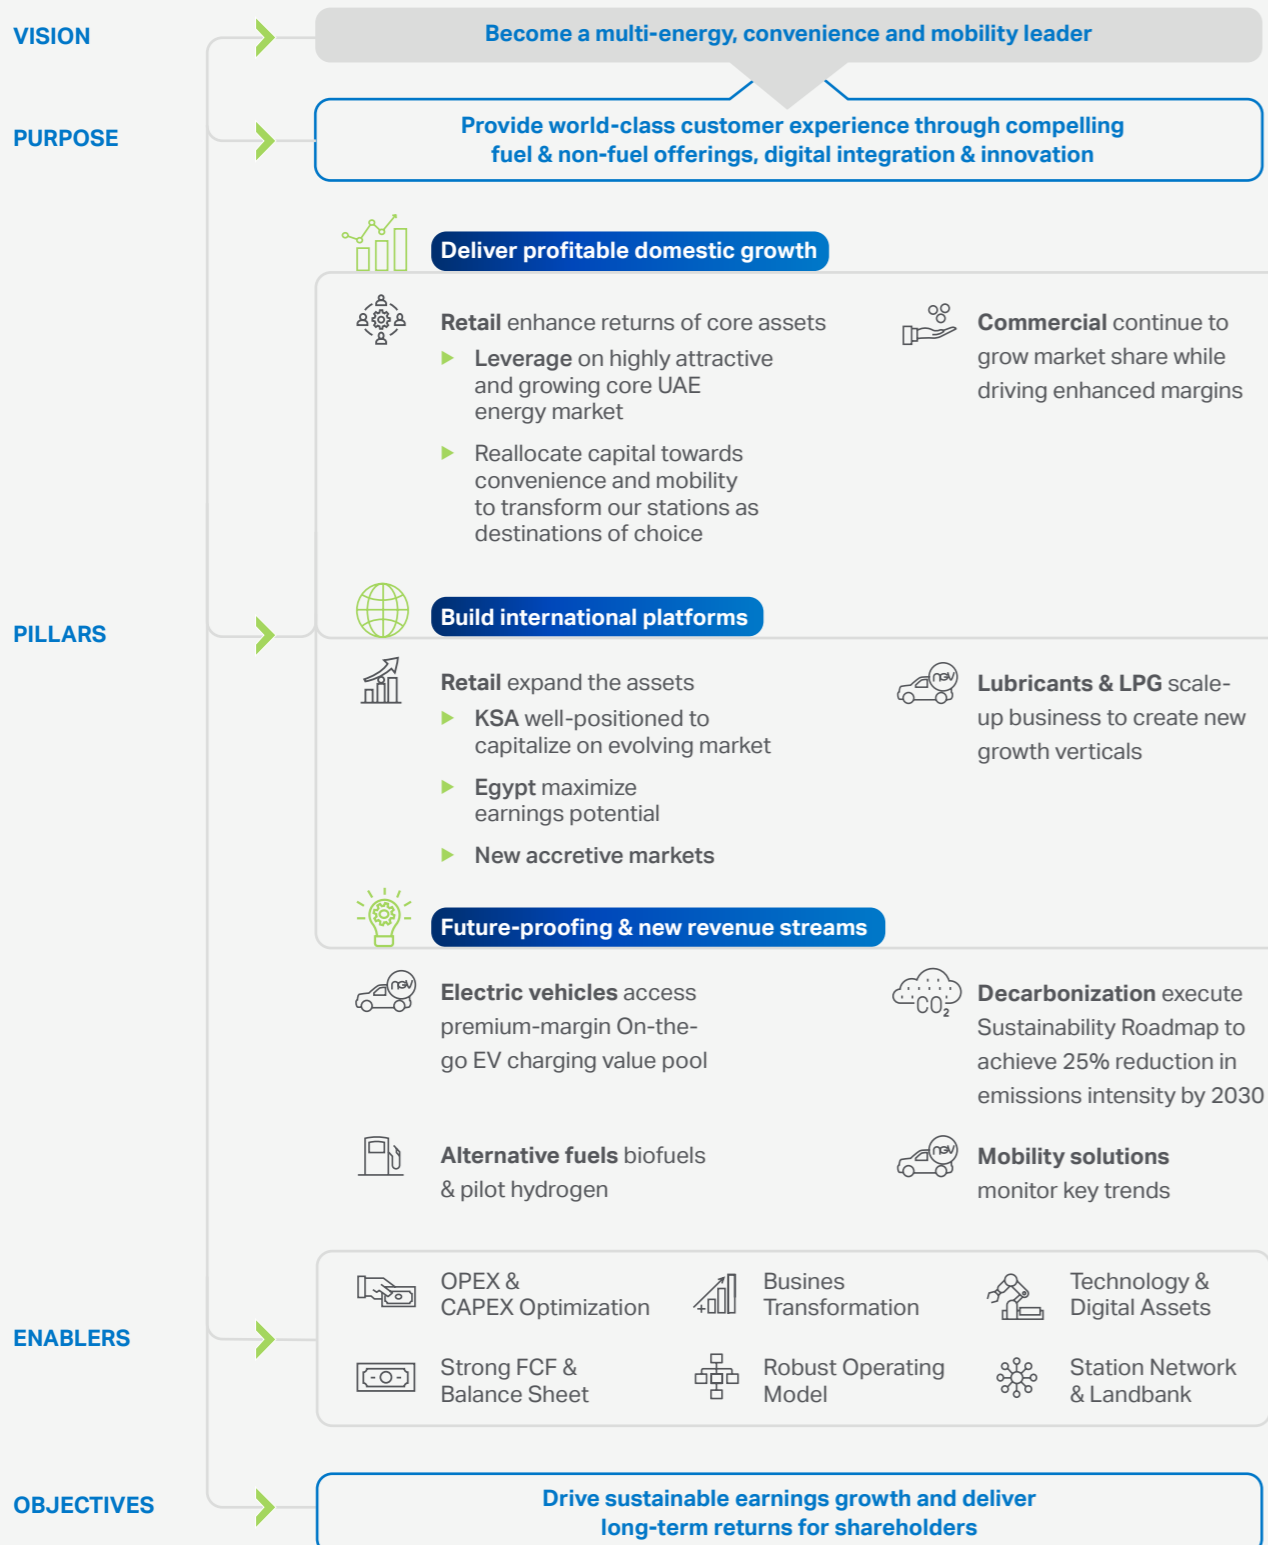 VISION
Become a multi-energy, convenience and mobility leader
PURPOSE
Provide world-class customer experience through compelling
fuel & non-fuel offerings, digital integration & innovation
PILLARS
Deliver profitable domestic growth
Retail enhance returns of core assets
Leverage on highly attractive
and growing core UAE
energy market
Reallocate capital towards
convenience and mobility
to transform our stations as
destinations of choice
Commercial continue to
grow market share while
driving enhanced margins
Build international platforms
Retail expand the assets
KSA well-positioned to
capitalize on evolving market
Egypt maximize
earnings potential
New accretive markets
NGV
Lubricants & LPG scale-
up business to create new
growth verticals
Future-proofing & new revenue streams
NGV
Electric vehicles access
premium-margin On-the-
go EV charging value pool
CO2
Decarbonization execute
Sustainability Roadmap to
achieve 25% reduction in
emissions intensity by 2030
Alternative fuels biofuels
& pilot hydrogen
NGV
Mobility solutions
monitor key trends
ENABLERS
OPEX &
CAPEX Optimization
Busines
Transformation
Technology &
Digital Assets
Strong FCF &
Balance Sheet
Robust Operating
Model
Station Network
& Landbank
OBJECTIVES
Drive sustainable earnings growth and deliver
long-term returns for shareholders